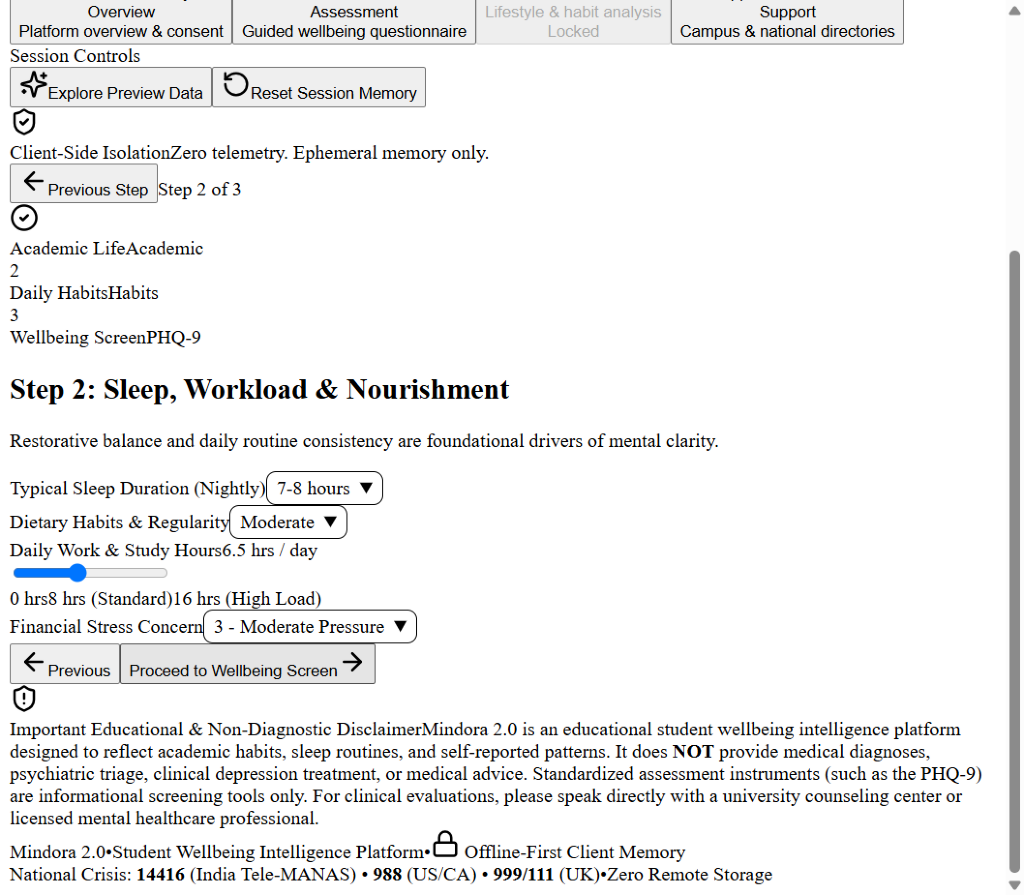 Overview
Platform overview & consent
Assessment
Guided wellbeing questionnaire
Lifestyle & habit analysis
Locked
Support
Campus & national directories
Session Controls
Explore Preview Data
Reset Session Memory
Client-Side IsolationZero telemetry. Ephemeral memory only.
Previous Step
Step 2 of 3
Academic LifeAcademic
2
Daily HabitsHabits
3
Wellbeing ScreenPHQ-9
Step 2: Sleep, Workload & Nourishment
Restorative balance and daily routine consistency are foundational drivers of mental clarity.
Typical Sleep Duration (Nightly) 7-8 hours ▼
Dietary Habits & Regularity Moderate ▼
Daily Work & Study Hours6.5 hrs / day
0 hrs8 hrs (Standard)16 hrs (High Load)
Financial Stress Concern 3 - Moderate Pressure ▼
Previous
Proceed to Wellbeing Screen
Important Educational & Non-Diagnostic DisclaimerMindora 2.0 is an educational student wellbeing intelligence platform
designed to reflect academic habits, sleep routines, and self-reported patterns. It does NOT provide medical diagnoses,
psychiatric triage, clinical depression treatment, or medical advice. Standardized assessment instruments (such as the PHQ-9)
are informational screening tools only. For clinical evaluations, please speak directly with a university counseling center or
licensed mental healthcare professional.
Mindora 2.0•Student Wellbeing Intelligence Platform• Offline-First Client Memory
National Crisis: 14416 (India Tele-MANAS) • 988 (US/CA) • 999/111 (UK)•Zero Remote Storage